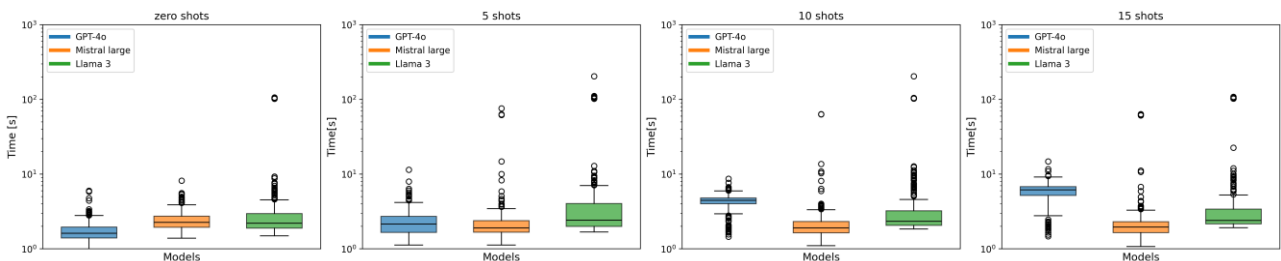 zero shots
10³
10²
10¹
10⁰
Time [s]
GPT-4o
Mistral large
Llama 3
Models
5 shots
10³
10²
10¹
10⁰
Time[s]
GPT-4o
Mistral large
Llama 3
Models
10 shots
10³
10²
10¹
10⁰
Time[s]
GPT-4o
Mistral large
Llama 3
Models
15 shots
10³
10²
10¹
10⁰
Time[s]
GPT-4o
Mistral large
Llama 3
Models